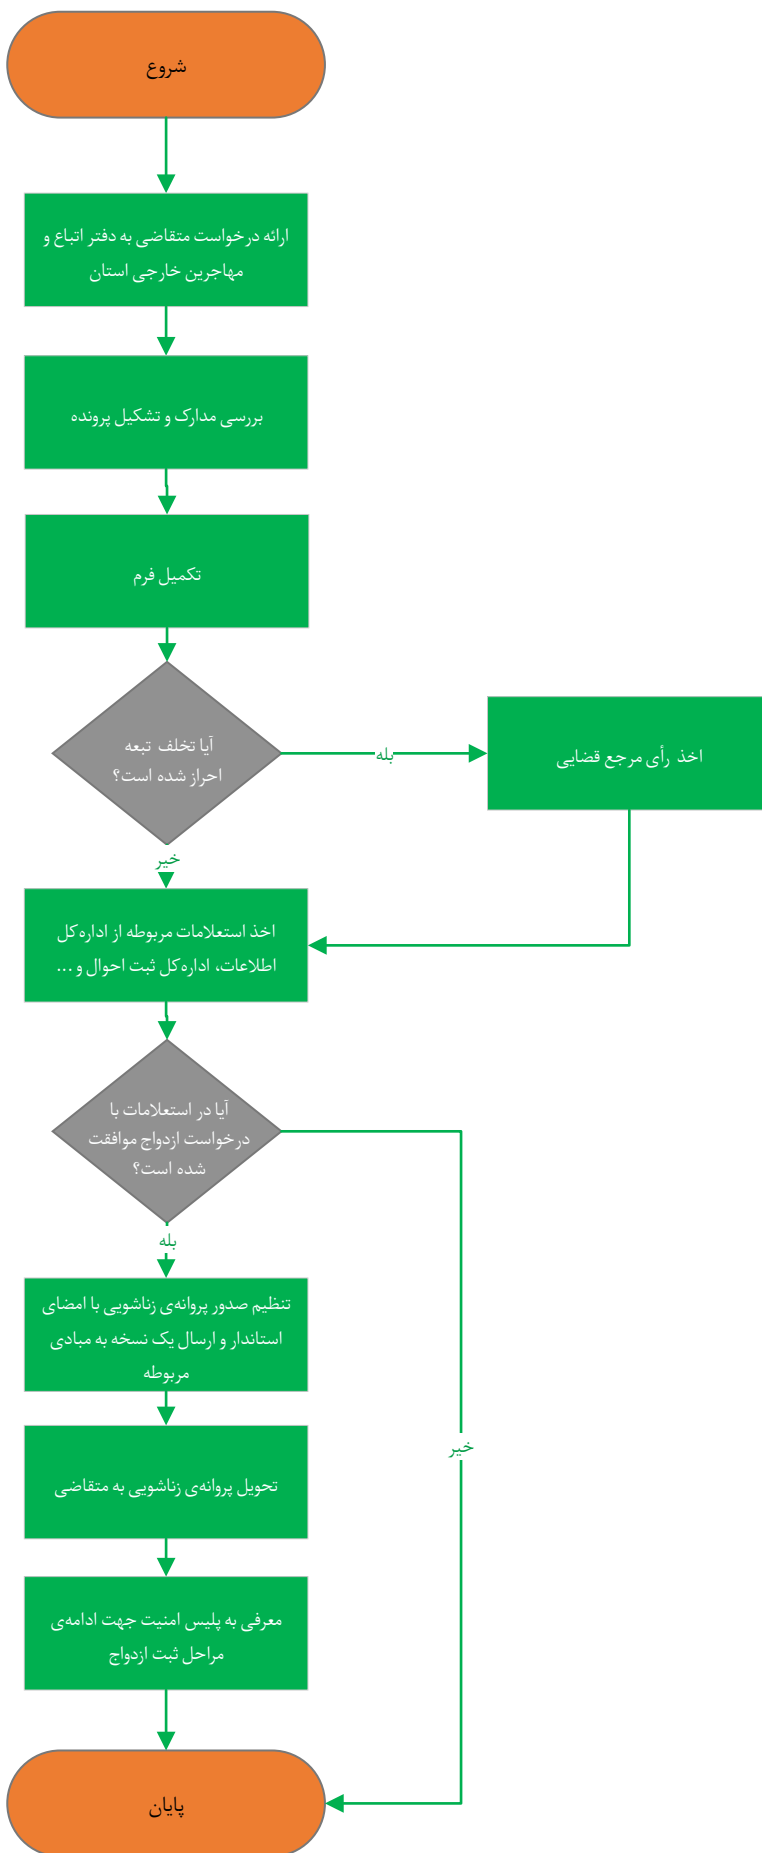 شروع
ارائه درخواست متقاضی به دفتر اتباع و
مهاجرین خارجی استان
بررسی مدارک و تشکیل پرونده
تکمیل فرم
آیا تخلف تبعه
احراز شده است؟
بله
اخذ رأی مرجع قضایی
خیر
اخذ استعلامات مربوطه از اداره‌کل
اطلاعات، اداره‌کل ثبت احوال و ...
آیا در استعلامات با
درخواست ازدواج موافقت
شده است؟
بله
تنظیم صدور پروانه‌ی زناشویی با امضای
استاندار و ارسال یک نسخه به مبادی
مربوطه
خیر
تحویل پروانه‌ی زناشویی به متقاضی
معرفی به پلیس امنیت جهت ادامه‌ی
مراحل ثبت ازدواج
پایان